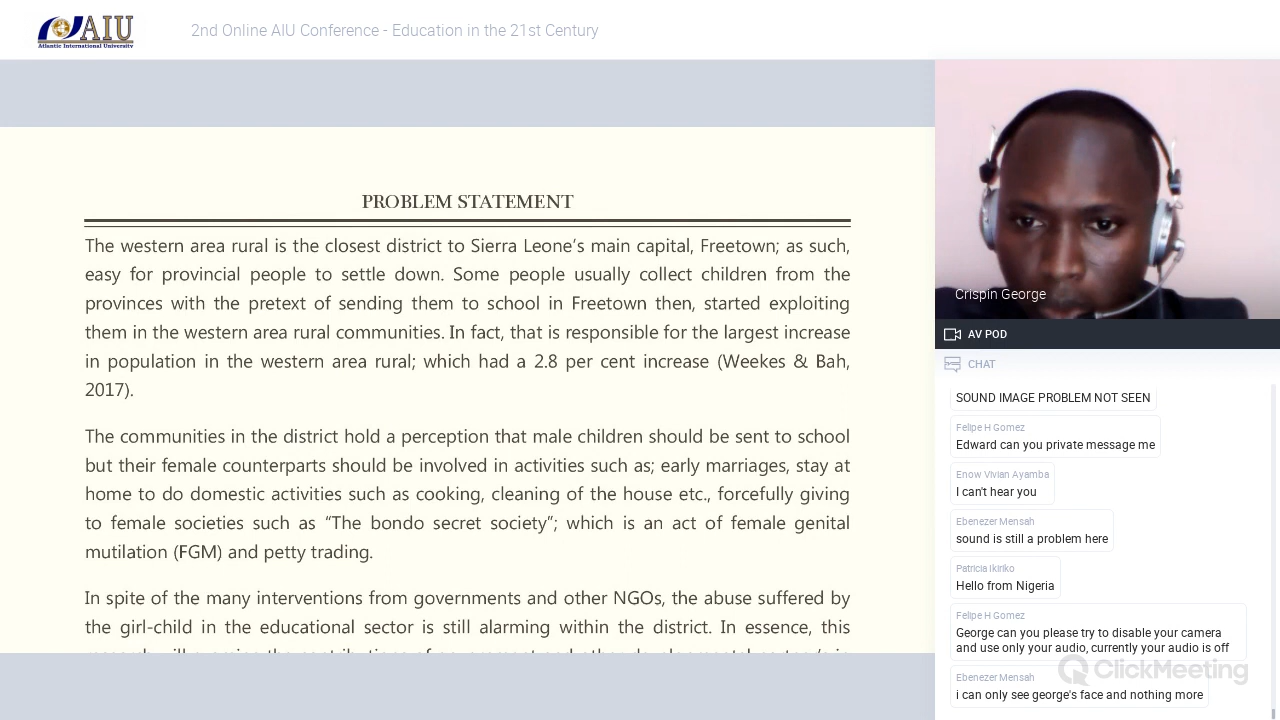 AIU
Atlantic International University
2nd Online AIU Conference - Education in the 21st Century
PROBLEM STATEMENT
The western area rural is the closest district to Sierra Leone's main capital, Freetown; as such,
easy for provincial people to settle down. Some people usually collect children from the
provinces with the pretext of sending them to school in Freetown then, started exploiting
them in the western area rural communities. In fact, that is responsible for the largest increase
in population in the western area rural; which had a 2.8 per cent increase (Weekes & Bah,
2017).
The communities in the district hold a perception that male children should be sent to school
but their female counterparts should be involved in activities such as; early marriages, stay at
home to do domestic activities such as cooking, cleaning of the house etc., forcefully giving
to female societies such as “The bondo secret society”; which is an act of female genital
mutilation (FGM) and petty trading.
In spite of the many interventions from governments and other NGOs, the abuse suffered by
the girl-child in the educational sector is still alarming within the district. In essence, this
Crispin George
AV POD
CHAT
SOUND IMAGE PROBLEM NOT SEEN
Felipe H Gomez
Edward can you private message me
Enow Vivian Ayamba
I can't hear you
Ebenezer Mensah
sound is still a problem here
Patricia Ikiriko
Hello from Nigeria
Felipe H Gomez
George can you please try to disable your camera
and use only your audio, currently your audio is off
ClickMeeting
Ebenezer Mensah
i can only see george's face and nothing more